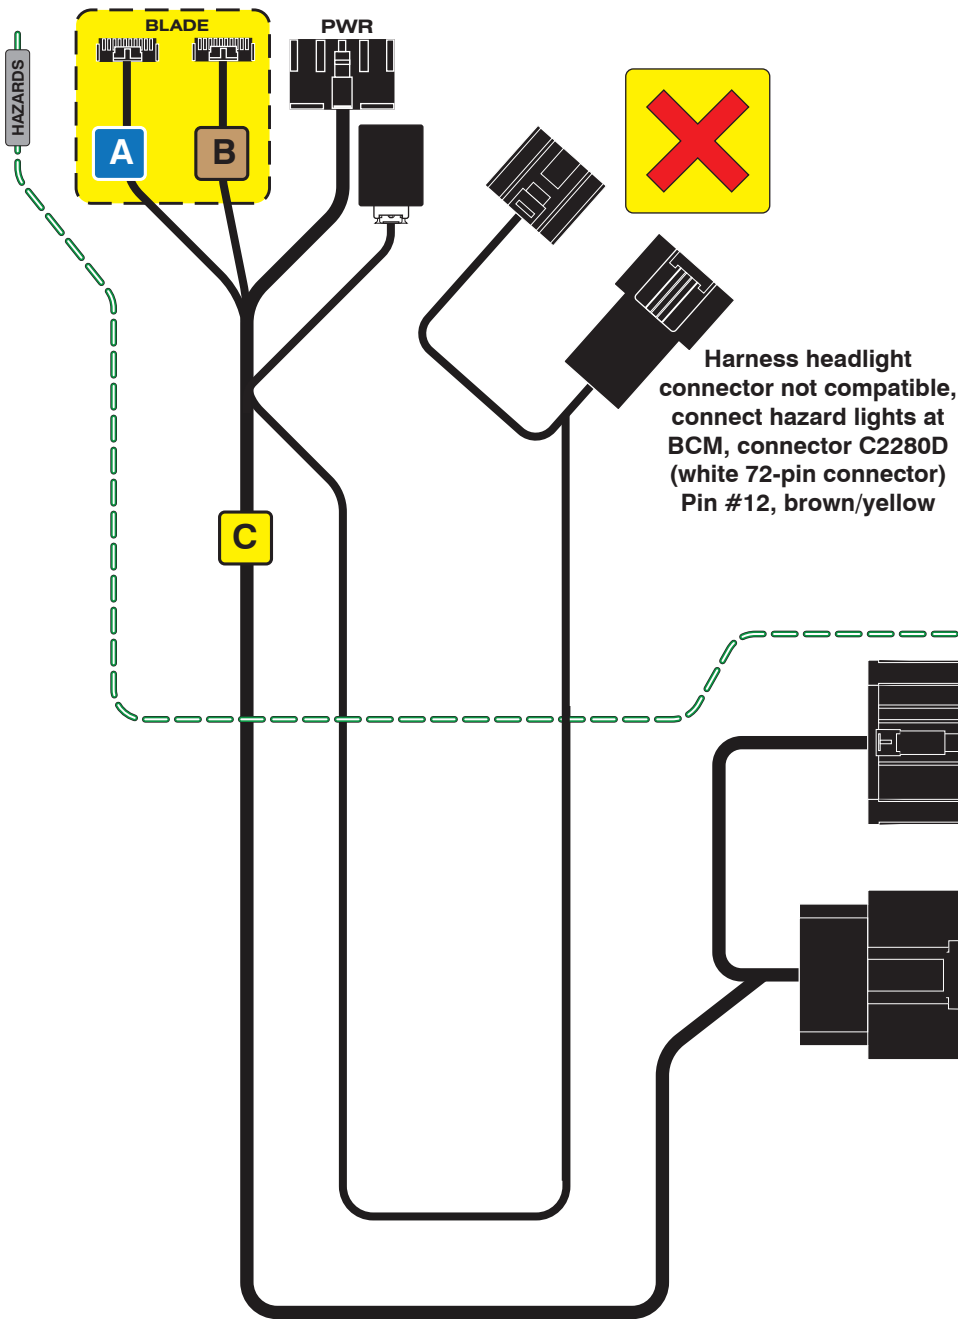 HAZARDS
BLADE
PWR
A
B
Harness headlight
connector not compatible,
connect hazard lights at
BCM, connector C2280D
(white 72-pin connector)
Pin #12, brown/yellow
C